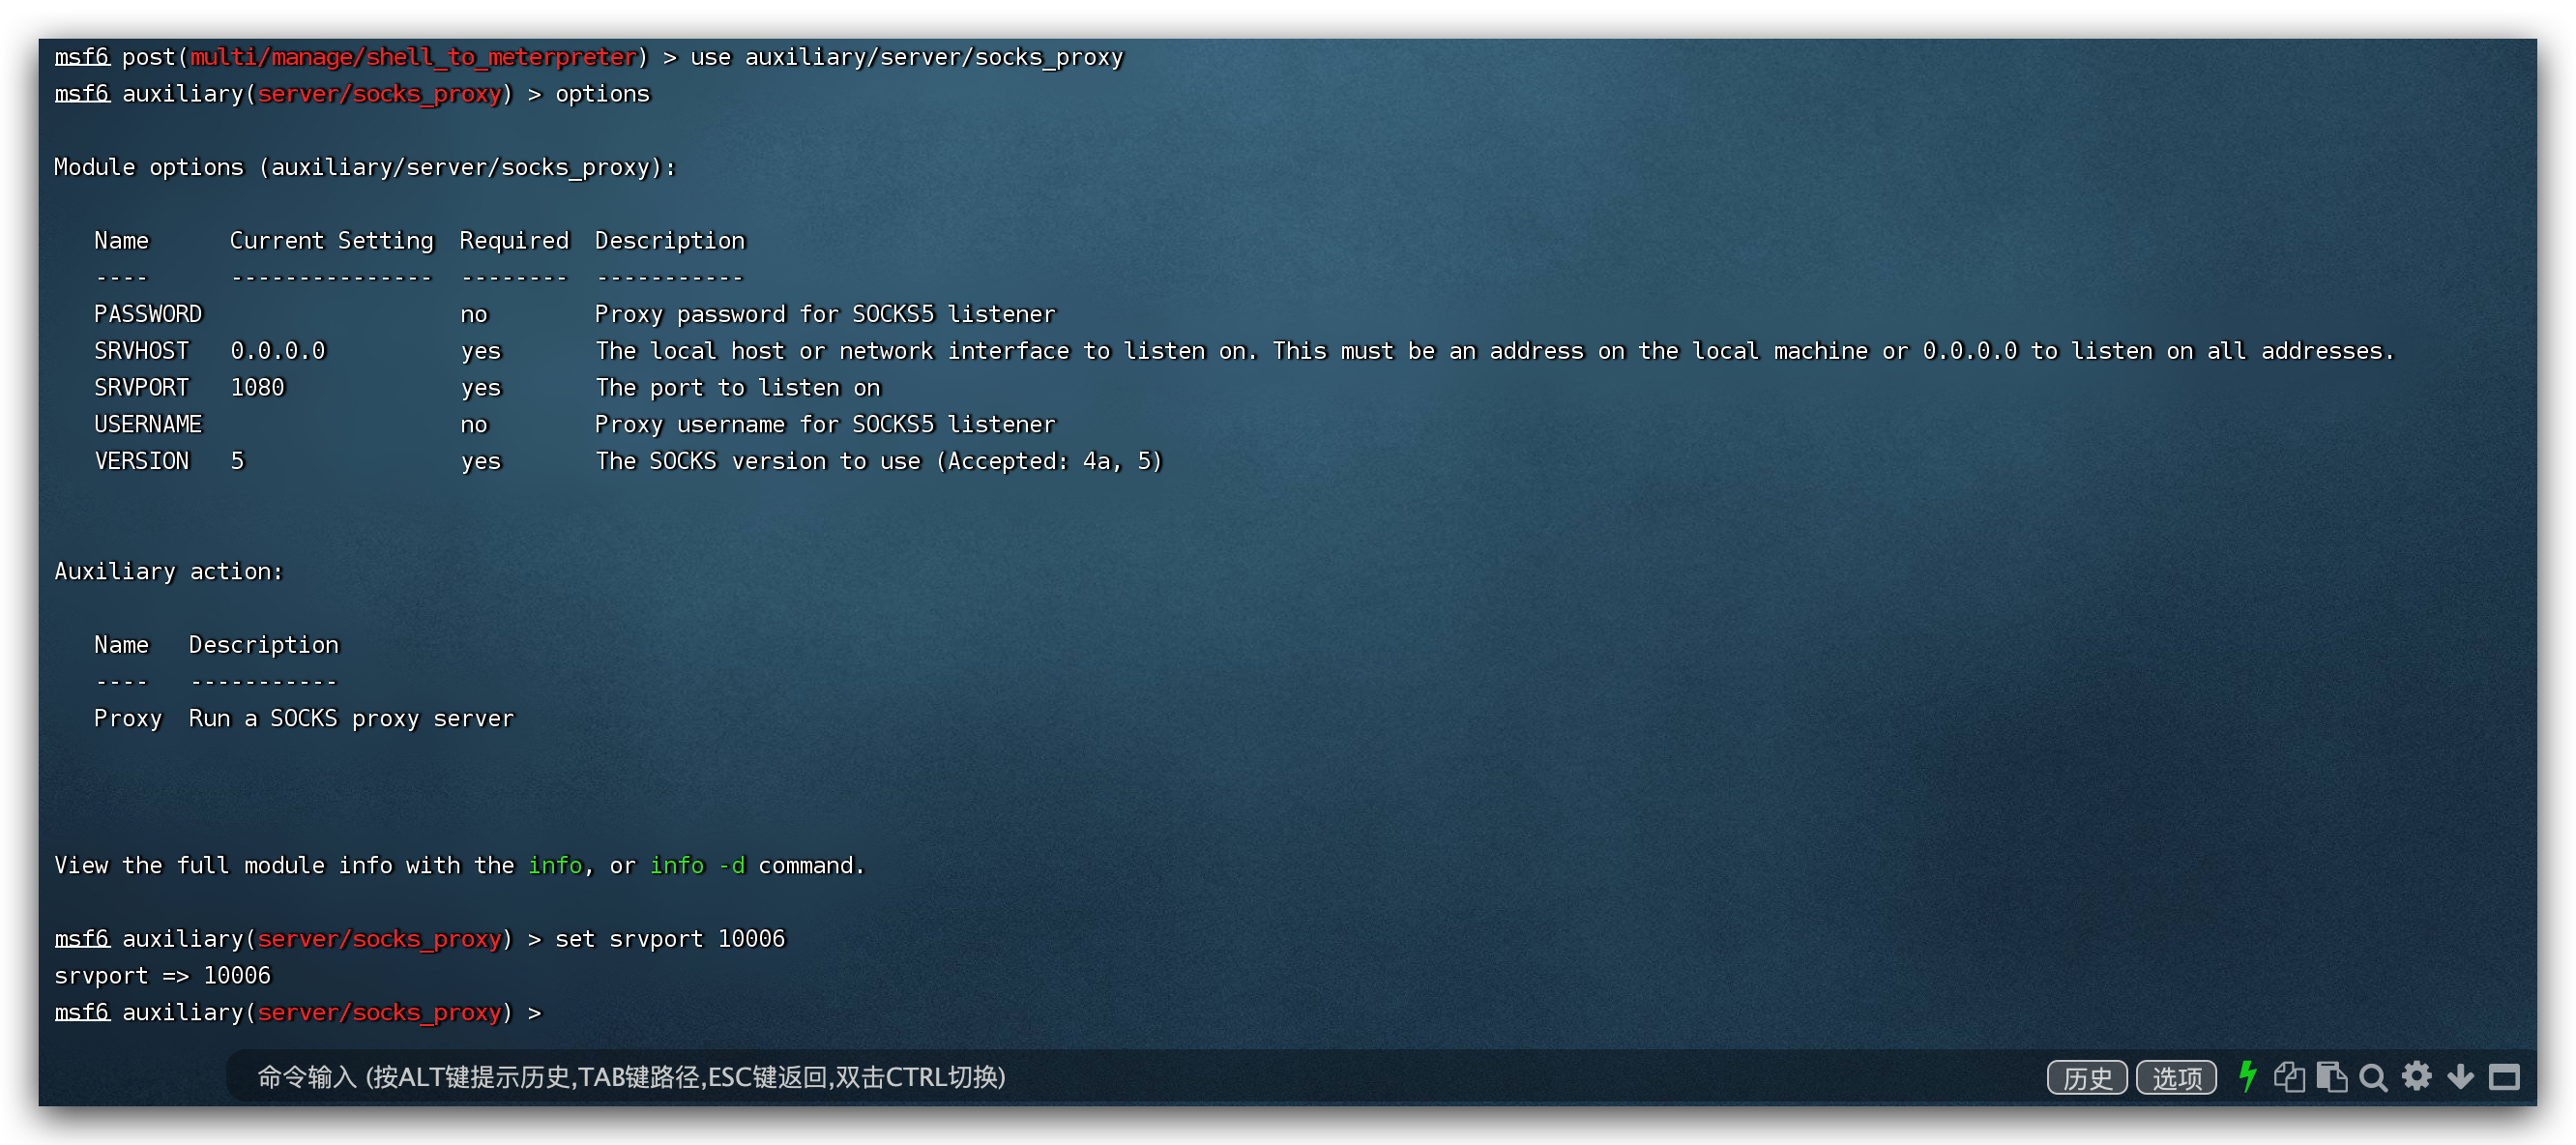 msf6 post(multi/manage/shell_to_meterpreter) > use auxiliary/server/socks_proxy
msf6 auxiliary(server/socks_proxy) > options
Module options (auxiliary/server/socks_proxy):
Name      Current Setting  Required  Description
----      ---------------  --------  -----------
PASSWORD                   no        Proxy password for SOCKS5 listener
SRVHOST   0.0.0.0          yes       The local host or network interface to listen on. This must be an address on the local machine or 0.0.0.0 to listen on all addresses.
SRVPORT   1080             yes       The port to listen on
USERNAME                   no        Proxy username for SOCKS5 listener
VERSION   5                yes       The SOCKS version to use (Accepted: 4a, 5)
Auxiliary action:
Name   Description
----   -----------
Proxy  Run a SOCKS proxy server
View the full module info with the info, or info -d command.
msf6 auxiliary(server/socks_proxy) > set srvport 10006
srvport => 10006
msf6 auxiliary(server/socks_proxy) >
命令输入 (按ALT键提示历史,TAB键路径,ESC键返回,双击CTRL切换) 历史 选项